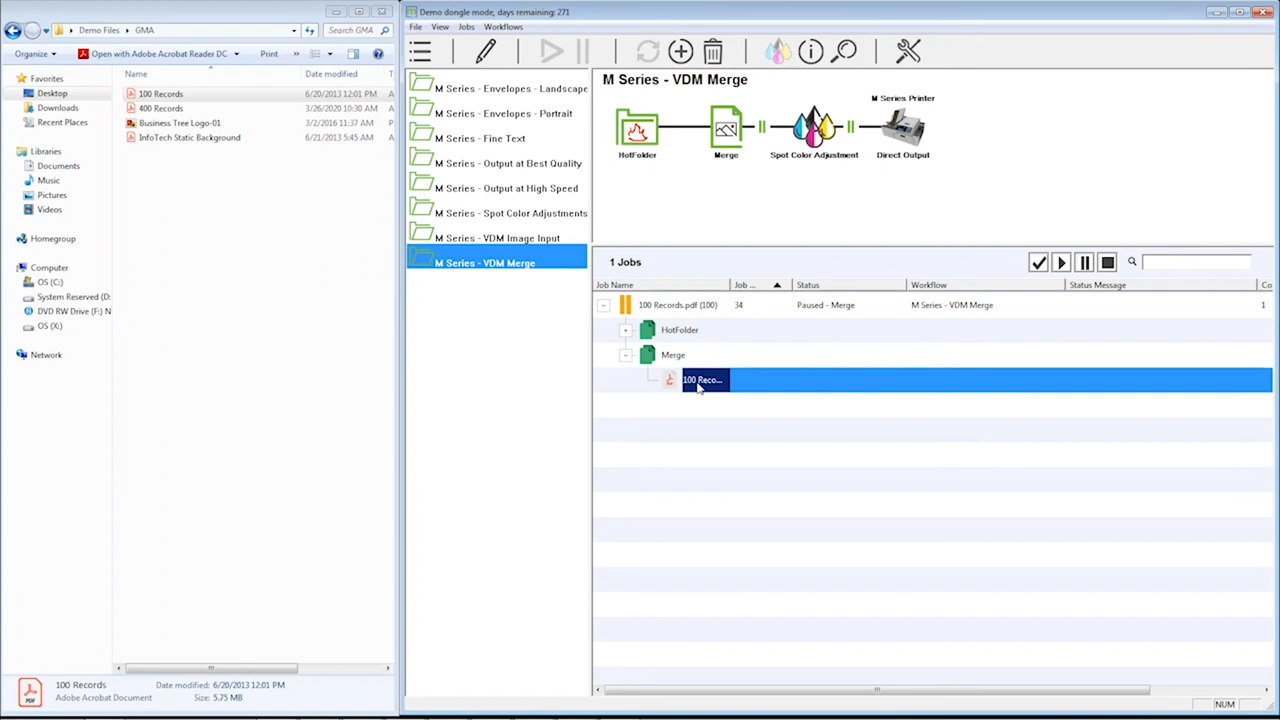 Demo Files ▸ GMA
Search GMA
Organize
Open with Adobe Acrobat Reader DC
Print
»
Name
Date modified
Favorites
Desktop
Downloads
Recent Places
Libraries
Documents
Music
Pictures
Videos
Homegroup
Computer
OS (C:)
System Reserved (D:
DVD RW Drive (F:) N
OS (X:)
Network
100 Records
6/20/2013 12:01 PM
A
400 Records
3/26/2020 10:30 AM
A
Business Tree Logo-01
3/2/2016 11:37 AM
A
InfoTech Static Background
6/21/2013 5:45 AM
A
100 Records
Date modified: 6/20/2013 12:01 PM
Adobe Acrobat Document
Size: 5.75 MB
PDF
Demo dongle mode, days remaining: 271
File
View
Jobs
Workflows
M Series - Envelopes - Landscape
M Series - Envelopes - Portrait
M Series - Fine Text
M Series - Output at Best Quality
M Series - Output at High Speed
M Series - Spot Color Adjustments
M Series - VDM Image Input
M Series - VDM Merge
M Series - VDM Merge
M Series Printer
HotFolder
Merge
Spot Color Adjustment
Direct Output
1 Jobs
Job Name
Job ...
Status
Workflow
Status Message
Co
100 Records.pdf (100)
34
Paused - Merge
M Series - VDM Merge
1
HotFolder
Merge
100 Reco...
NUM